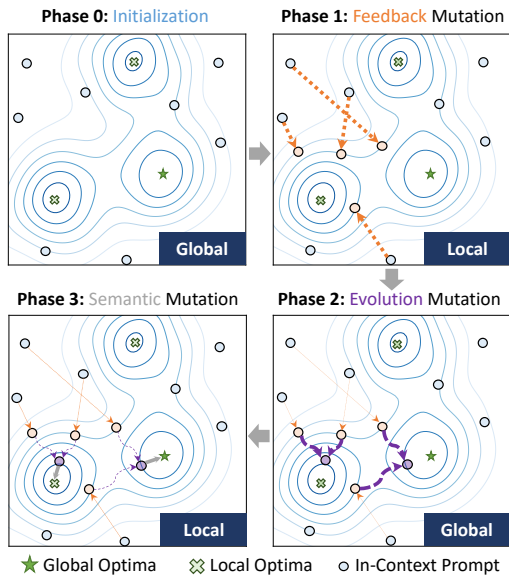 Phase 0: Initialization
Phase 1: Feedback Mutation
Global
Local
Phase 3: Semantic Mutation
Phase 2: Evolution Mutation
Local
Global
Global Optima
Local Optima
In-Context Prompt